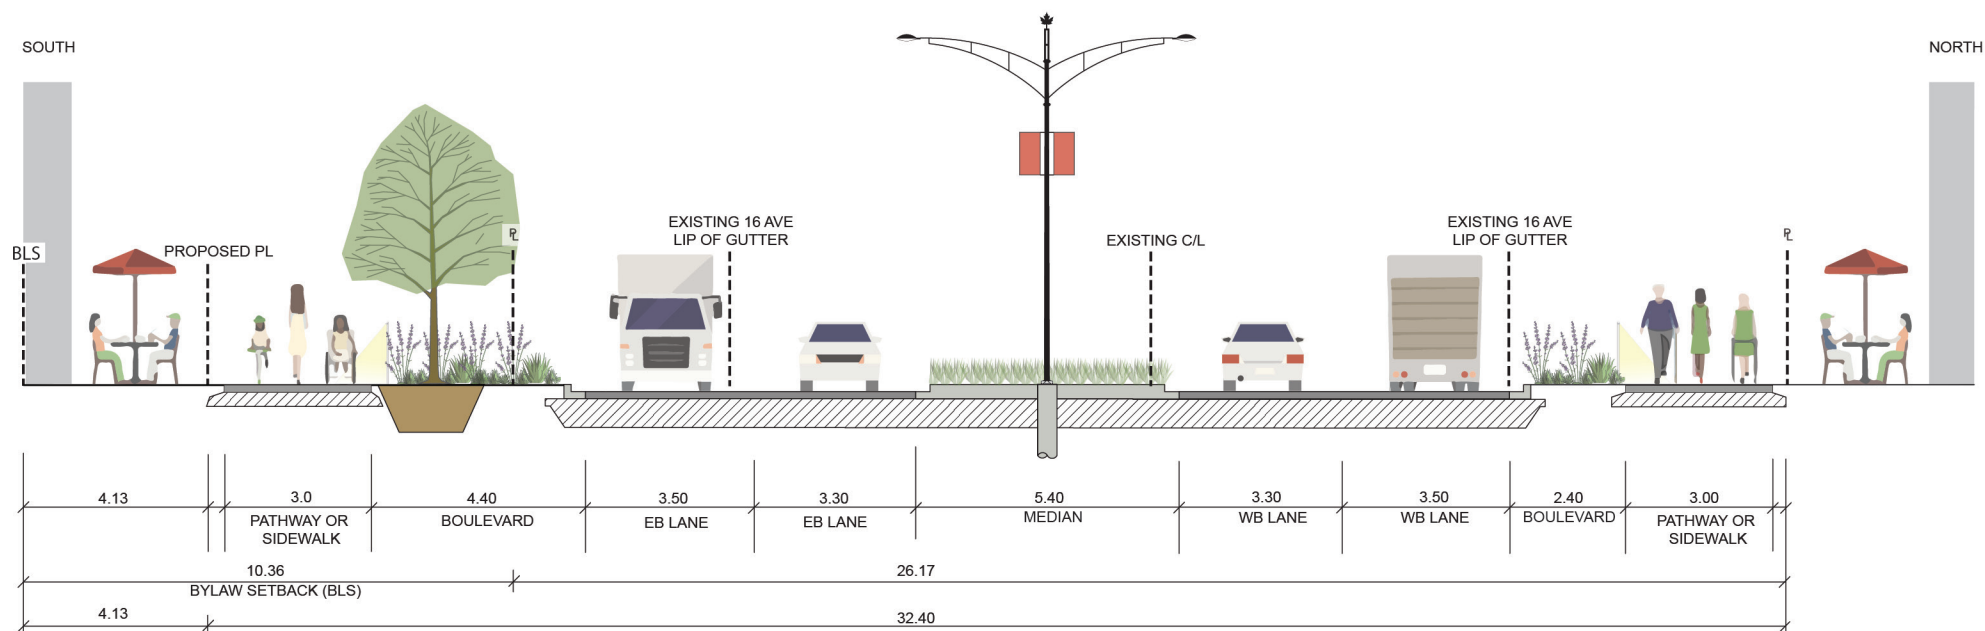 SOUTH
NORTH
EXISTING 16 AVE
LIP OF GUTTER
EXISTING 16 AVE
LIP OF GUTTER
BLS
PROPOSED PL
PL
EXISTING C/L
PL
4.13
3.0
4.40
3.50
3.30
5.40
3.30
3.50
2.40
3.00
PATHWAY OR
SIDEWALK
BOULEVARD
EB LANE
EB LANE
MEDIAN
WB LANE
WB LANE
BOULEVARD
PATHWAY OR
SIDEWALK
10.36
26.17
BYLAW SETBACK (BLS)
4.13
32.40